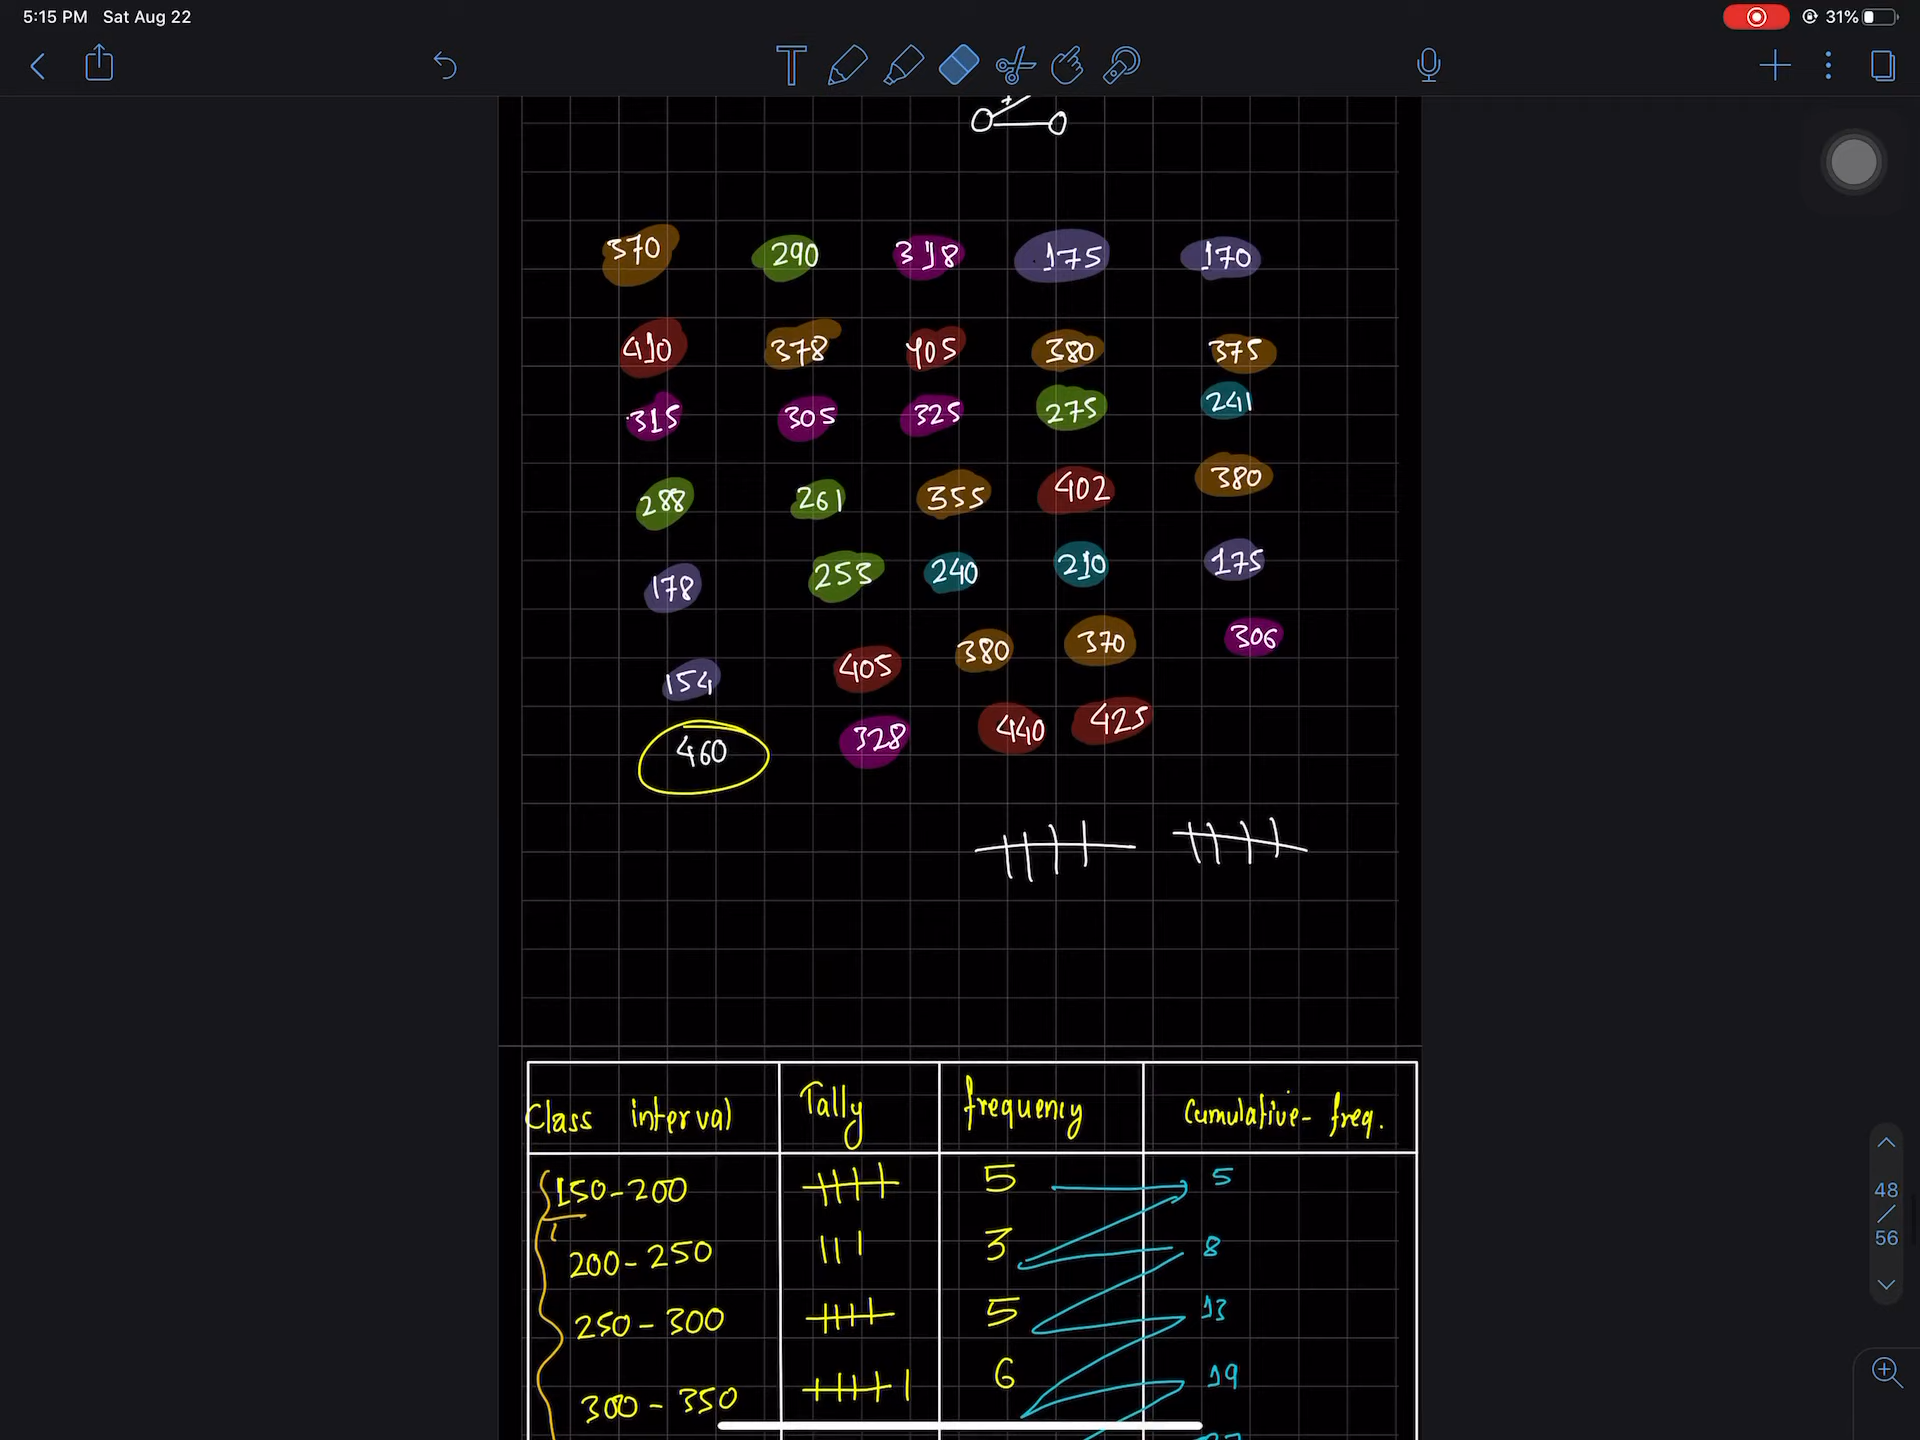 5:15 PM Sat Aug 22
31%
370 290 318 175 170
410 378 405 380 375
315 305 325 275 241
288 261 355 402 380
178 253 240 210 175
154 405 380 370 306
460 328 440 425
Class interval Tally frequency Cumulative- freq.
150-200 5 5
200-250 3 8
250-300 5 13
300-350 6 19
48
/
56